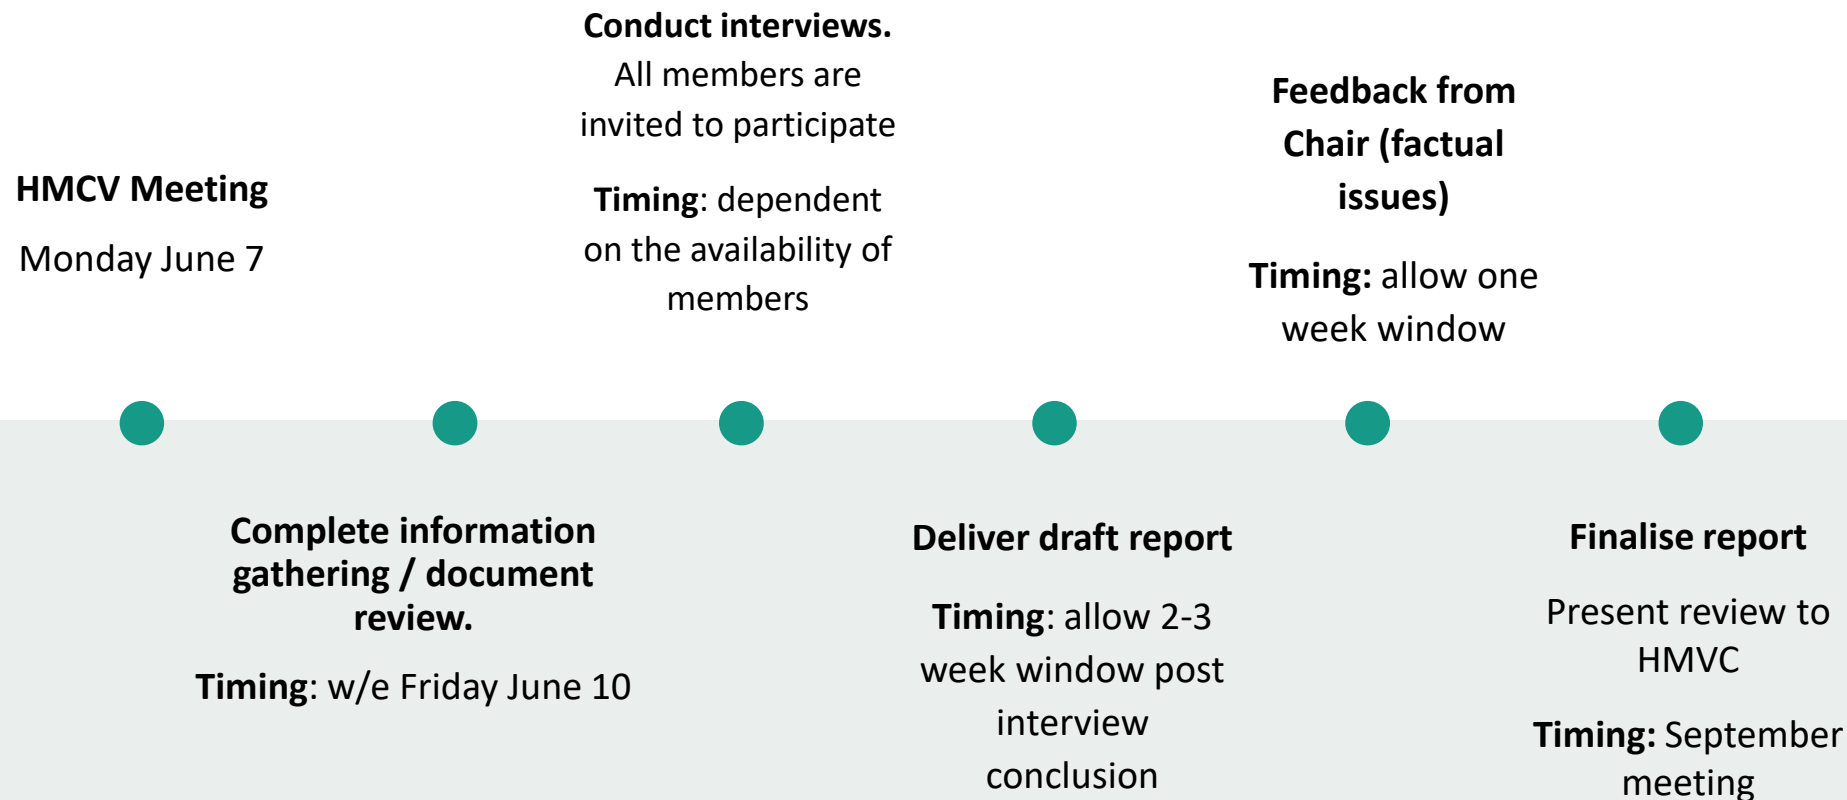 HMCV Meeting
Monday June 7
Complete information
gathering / document
review.
Timing: w/e Friday June 10
Conduct interviews.
All members are
invited to participate
Timing: dependent
on the availability of
members
Deliver draft report
Timing: allow 2-3
week window post
interview
conclusion
Feedback from
Chair (factual
issues)
Timing: allow one
week window
Finalise report
Present review to
HMVC
Timing: September
meeting